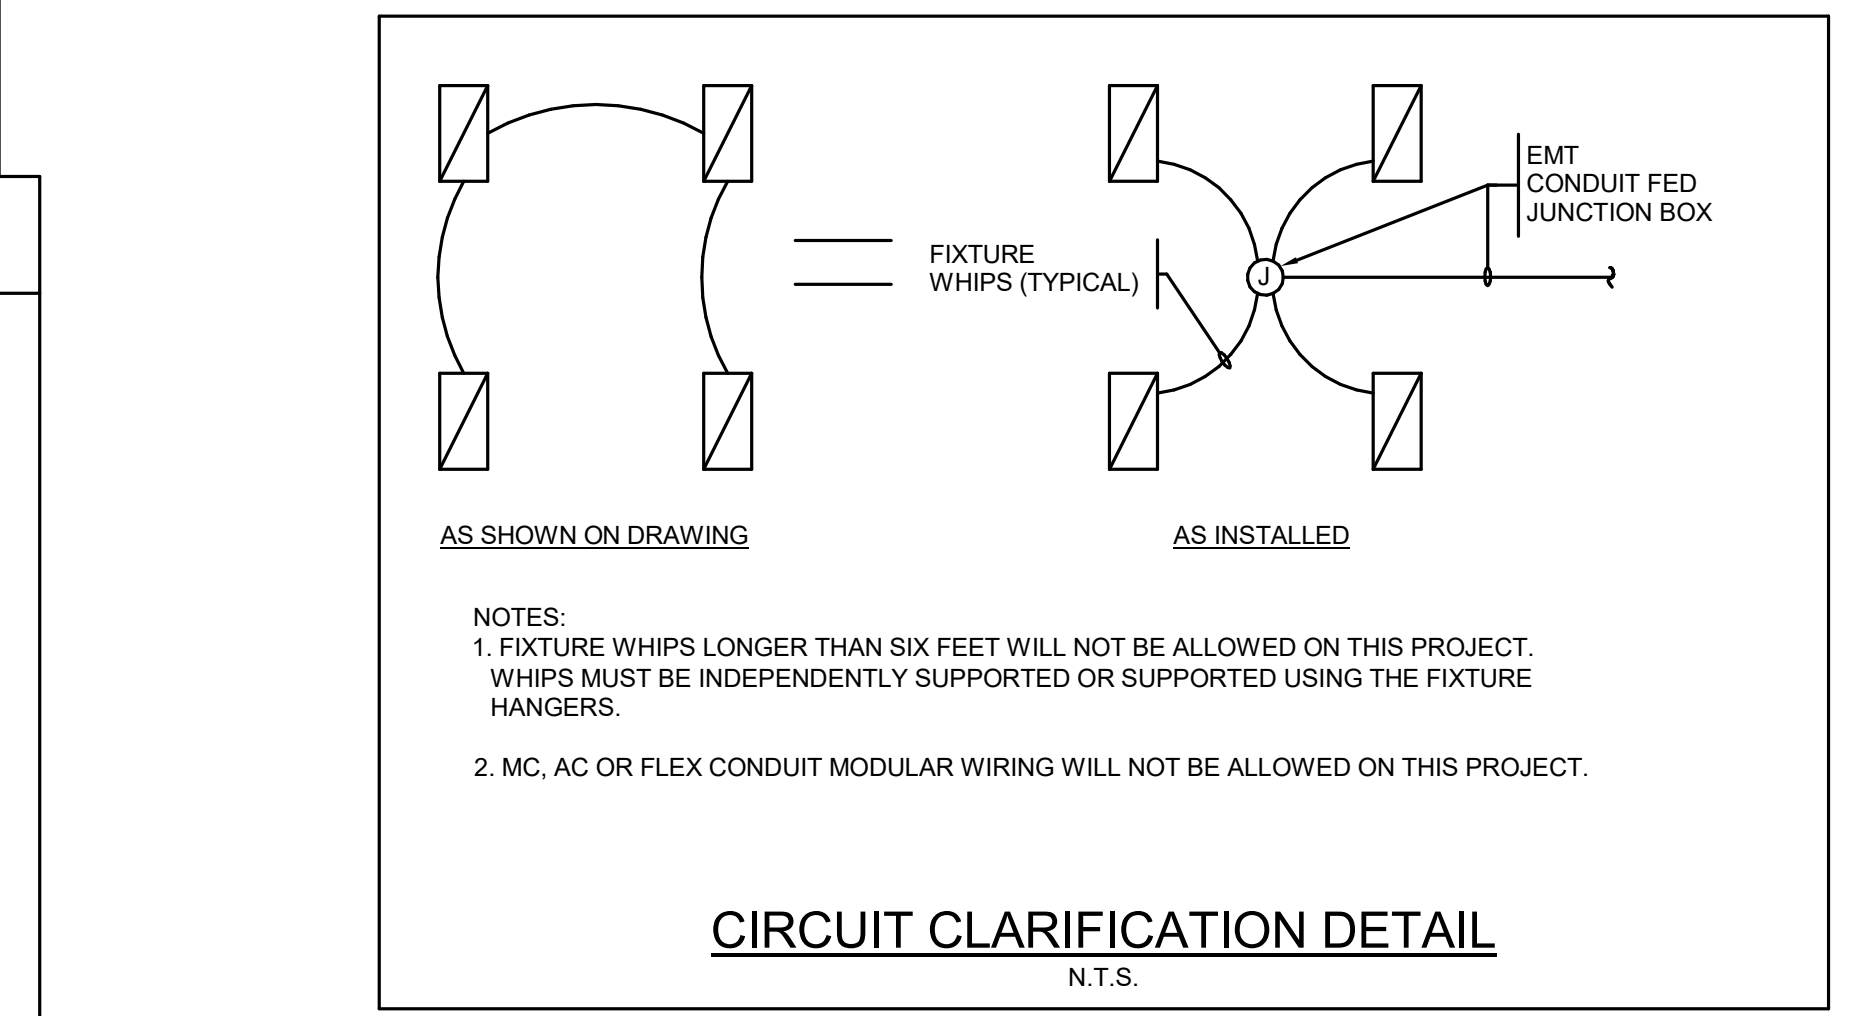 EMT
CONDUIT FED
JUNCTION BOX
FIXTURE
WHIPS (TYPICAL)
J
AS SHOWN ON DRAWING
AS INSTALLED
NOTES:
1. FIXTURE WHIPS LONGER THAN SIX FEET WILL NOT BE ALLOWED ON THIS PROJECT.
WHIPS MUST BE INDEPENDENTLY SUPPORTED OR SUPPORTED USING THE FIXTURE
HANGERS.
2. MC, AC OR FLEX CONDUIT MODULAR WIRING WILL NOT BE ALLOWED ON THIS PROJECT.
CIRCUIT CLARIFICATION DETAIL
N.T.S.